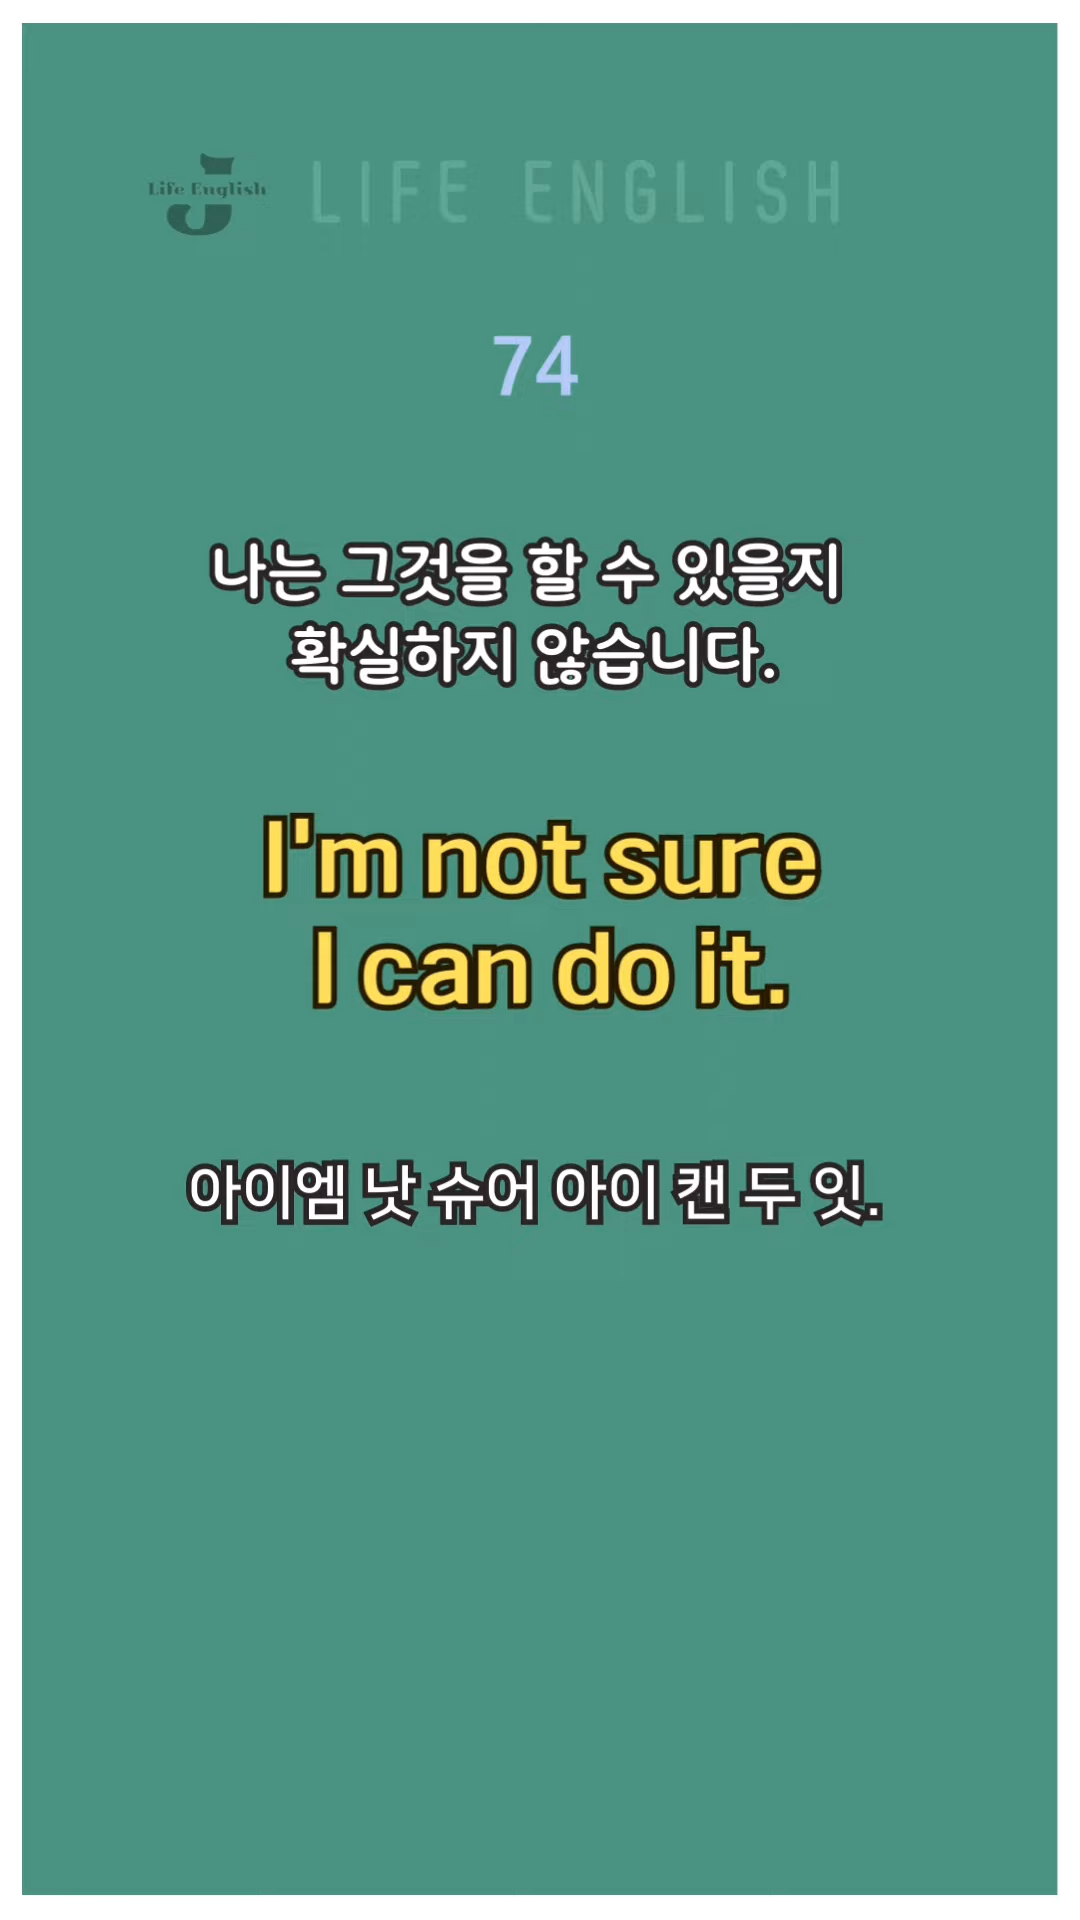 Life English
LIFE ENGLISH
74
나는 그것을 할 수 있을지
확실하지 않습니다.
I'm not sure
I can do it.
아이엠 낫 슈어 아이 캔 두 잇.